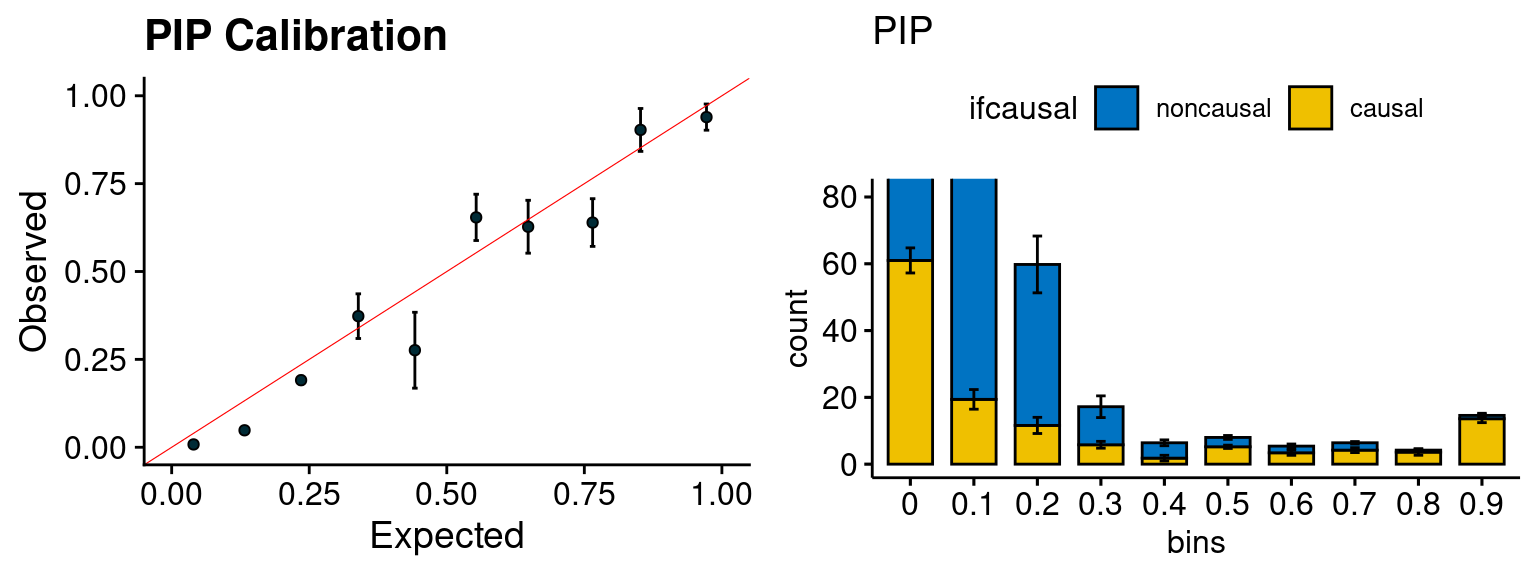 PIP Calibration
1.00
0.75
0.50
0.25
0.00
Observed
0.00 0.25 0.50 0.75 1.00
Expected
PIP
ifcausal noncausal causal
80
60
40
20
0
count
0 0.1 0.2 0.3 0.4 0.5 0.6 0.7 0.8 0.9
bins